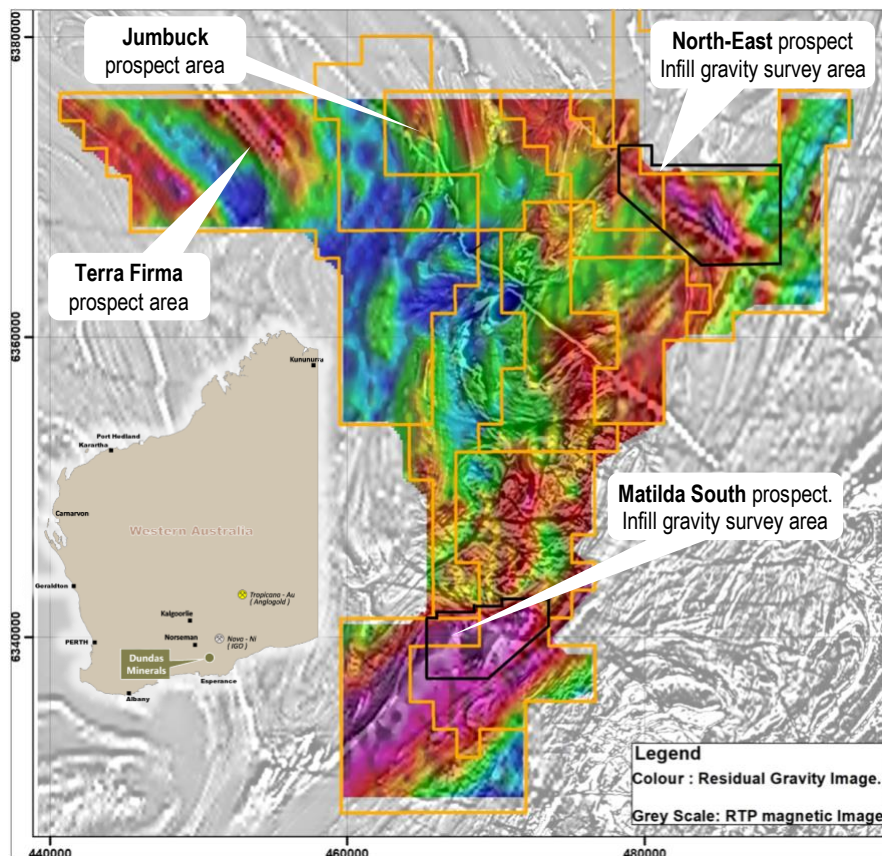 6380000
Jumbuck
prospect area
North-East prospect
Infill gravity survey area
Terra Firma
prospect area
6360000
Kununurra
Port Hedland
Karartha
Carnarvon
Western Australia
Geraldton
Tropicana - Au
( Anglogold )
Kalgoorlie
PERTH
Norseman
Nova - Ni
( IGO )
Dundas
Minerals
Esperance
Albany
Matilda South prospect.
Infill gravity survey area
6340000
Legend
Colour : Residual Gravity Image.
Grey Scale: RTP magnetic Image
440000
460000
480000